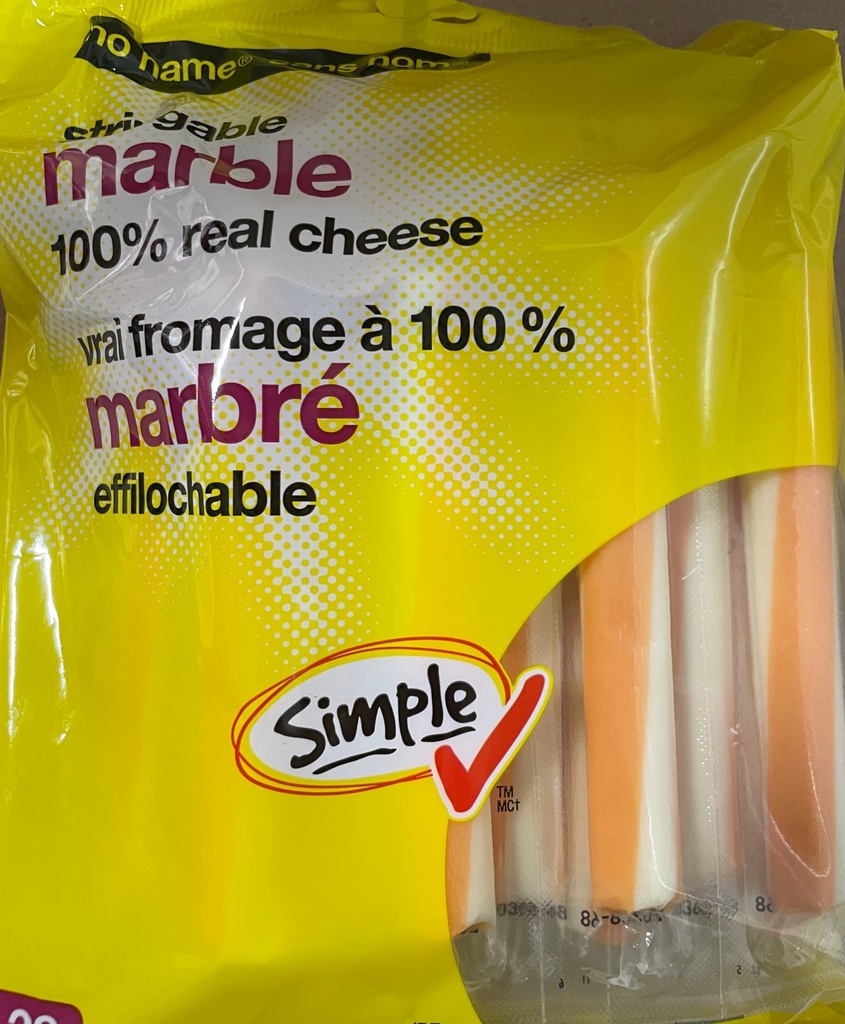 no name® sans nom
stringable
marble
100% real cheese
vrai fromage à 100 %
marbré
effilochable
Simple
TM
MC†